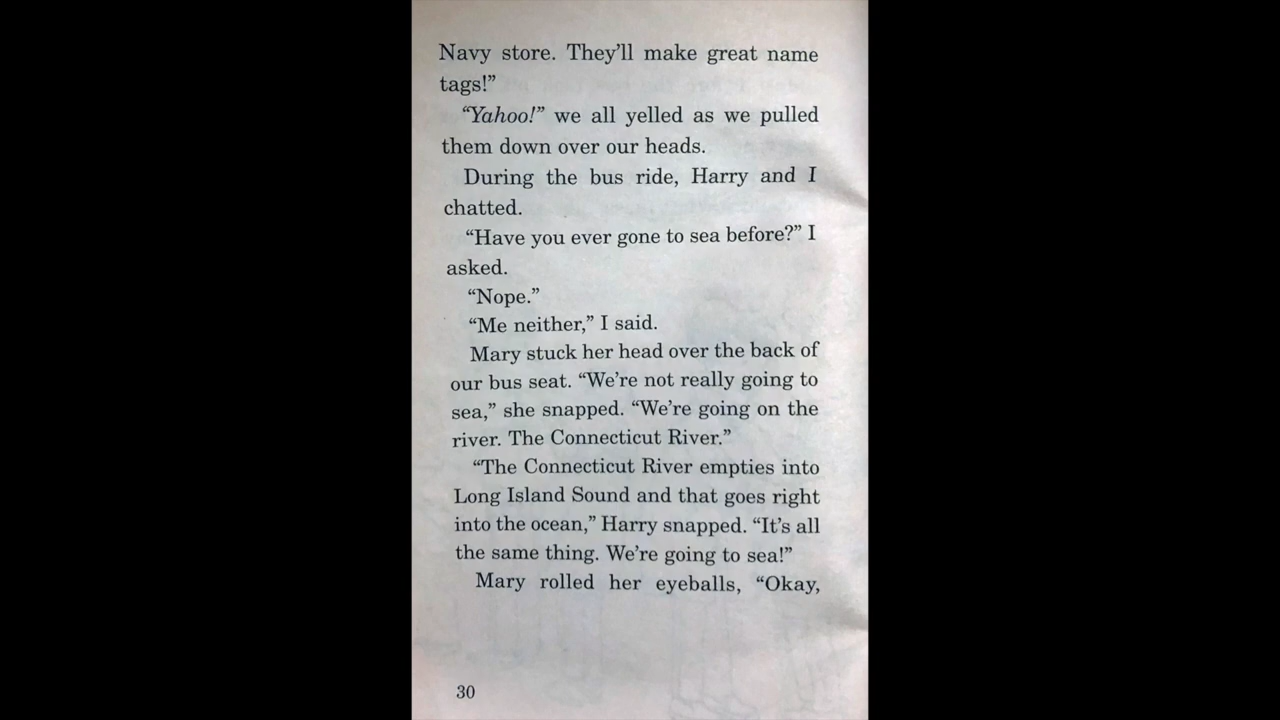 Navy store. They’ll make great name
tags!”
“Yahoo!” we all yelled as we pulled
them down over our heads.
During the bus ride, Harry and I
chatted.
“Have you ever gone to sea before?” I
asked.
“Nope.”
“Me neither,” I said.
Mary stuck her head over the back of
our bus seat. “We’re not really going to
sea,” she snapped. “We’re going on the
river. The Connecticut River.”
“The Connecticut River empties into
Long Island Sound and that goes right
into the ocean,” Harry snapped. “It’s all
the same thing. We’re going to sea!”
Mary rolled her eyeballs, “Okay,
30